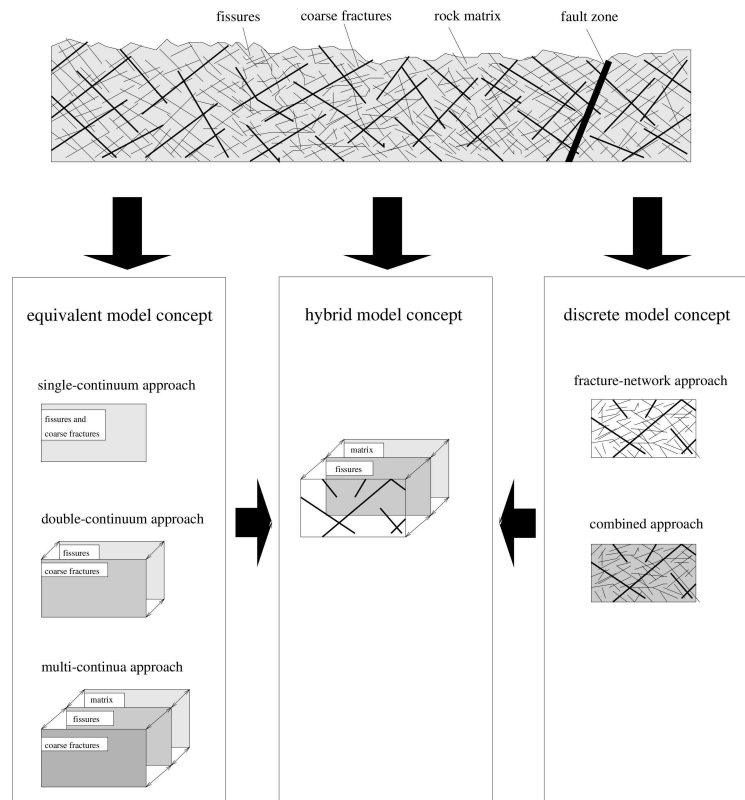 fissures
coarse fractures
rock matrix
fault zone
equivalent model concept
single-continuum approach
fissures and
coarse fractures
double-continuum approach
fissures
coarse fractures
multi-continua approach
matrix
fissures
coarse fractures
hybrid model concept
matrix
fissures
discrete model concept
fracture-network approach
combined approach